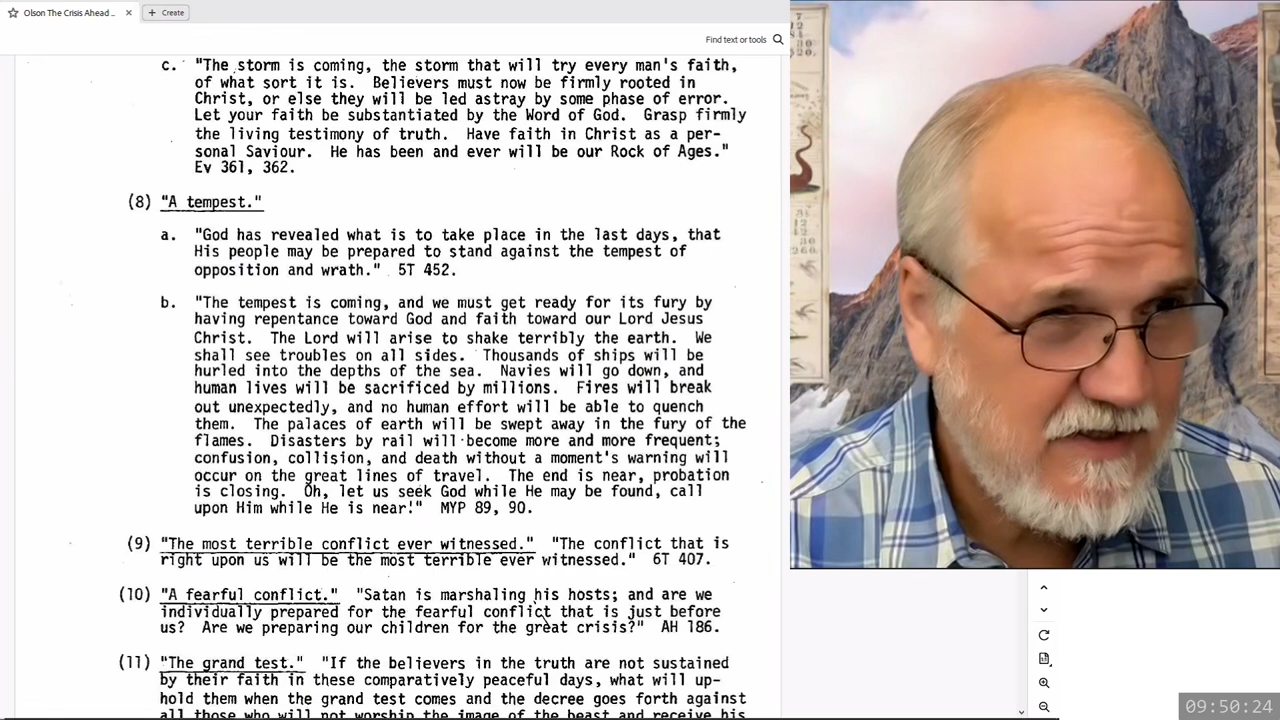 Olson The Crisis Ahead ..
Create
Find text or tools
c. "The storm is coming, the storm that will try every man's faith,
of what sort it is. Believers must now be firmly rooted in
Christ, or else they will be led astray by some phase of error.
Let your faith be substantiated by the Word of God. Grasp firmly
the living testimony of truth. Have faith in Christ as a per-
sonal Saviour. He has been and ever will be our Rock of Ages."
Ev 361, 362.
(8) "A tempest."
a. "God has revealed what is to take place in the last days, that
His people may be prepared to stand against the tempest of
opposition and wrath." 5T 452.
b. "The tempest is coming, and we must get ready for its fury by
having repentance toward God and faith toward our Lord Jesus
Christ. The Lord will arise to shake terribly the earth. We
shall see troubles on all sides. Thousands of ships will be
hurled into the depths of the sea. Navies will go down, and
human lives will be sacrificed by millions. Fires will break
out unexpectedly, and no human effort will be able to quench
them. The palaces of earth will be swept away in the fury of the
flames. Disasters by rail will become more and more frequent;
confusion, collision, and death without a moment's warning will
occur on the great lines of travel. The end is near, probation
is closing. Oh, let us seek God while He may be found, call
upon Him while He is near!" MYP 89, 90.
(9) "The most terrible conflict ever witnessed." "The conflict that is
right upon us will be the most terrible ever witnessed." 6T 407.
(10) "A fearful conflict." "Satan is marshaling his hosts; and are we
individually prepared for the fearful conflict that is just before
us? Are we preparing our children for the great crisis?" AH 186.
(11) "The grand test." "If the believers in the truth are not sustained
by their faith in these comparatively peaceful days, what will up-
hold them when the grand test comes and the decree goes forth against
all those who will not worship the image of the beast and receive his
09:50:24